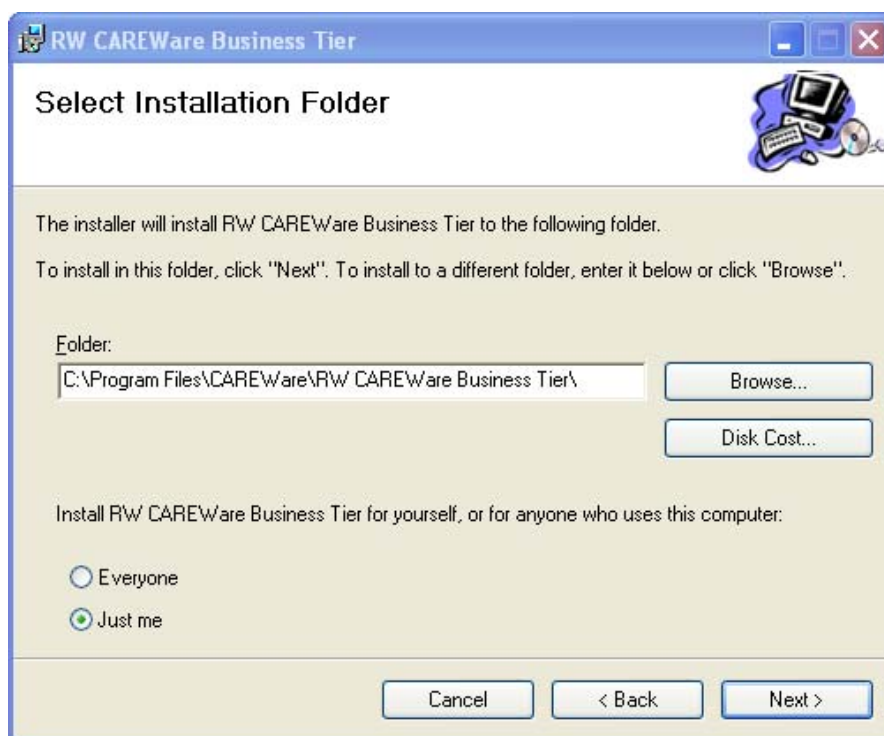 RW CAREWare Business Tier
Select Installation Folder
The installer will install RW CAREWare Business Tier to the following folder.
To install in this folder, click "Next". To install to a different folder, enter it below or click "Browse".
Folder:
C:\Program Files\CAREWare\RW CAREWare Business Tier\
Browse...
Disk Cost...
Install RW CAREWare Business Tier for yourself, or for anyone who uses this computer:
Everyone
Just me
Cancel
< Back
Next >